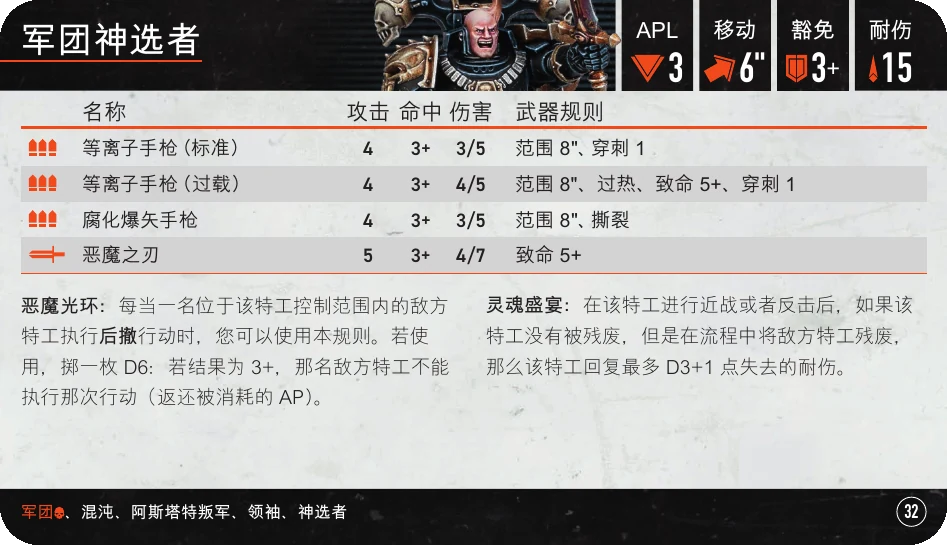 军团神选者
APL 移动 豁免 耐伤
3 6" 3+ 15
名称 攻击 命中 伤害 武器规则
等离子手枪（标准） 4 3+ 3/5 范围 8"、穿刺 1
等离子手枪（过载） 4 3+ 4/5 范围 8"、过热、致命 5+、穿刺 1
腐化爆矢手枪 4 3+ 3/5 范围 8"、撕裂
恶魔之刃 5 3+ 4/7 致命 5+
恶魔光环：每当一名位于该特工控制范围内的敌方
特工执行后撤行动时，您可以使用本规则。若使
用，掷一枚 D6：若结果为 3+，那名敌方特工不能
执行那次行动（返还被消耗的 AP）。
灵魂盛宴：在该特工进行近战或者反击后，如果该
特工没有被残废，但是在流程中将敌方特工残废，
那么该特工回复最多 D3+1 点失去的耐伤。
军团、混沌、阿斯塔特叛军、领袖、神选者
32